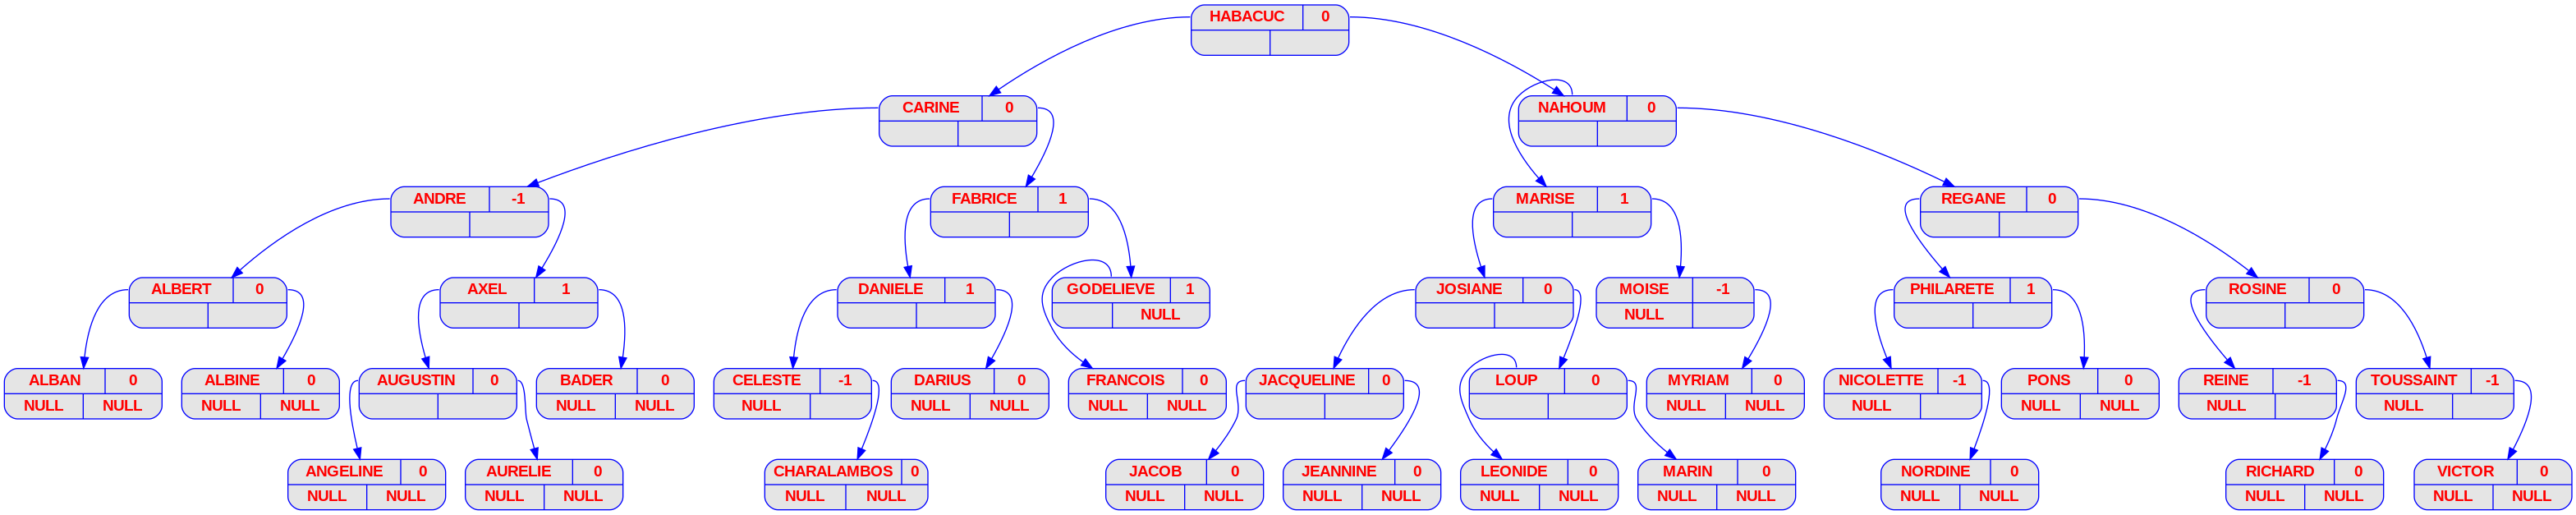 HABACUC 0
CARINE 0
NAHOUM 0
ANDRE -1
FABRICE 1
MARISE 1
REGANE 0
ALBERT 0
AXEL 1
DANIELE 1
GODELIEVE 1
NULL
JOSIANE 0
MOISE -1
NULL
PHILARETE 1
ROSINE 0
ALBAN 0
NULL NULL
ALBINE 0
NULL NULL
AUGUSTIN 0
BADER 0
NULL NULL
CELESTE -1
NULL
DARIUS 0
NULL NULL
FRANCOIS 0
NULL NULL
JACQUELINE 0
LOUP 0
MYRIAM 0
NULL NULL
NICOLETTE -1
NULL
PONS 0
NULL NULL
REINE -1
NULL
TOUSSAINT -1
NULL
ANGELINE 0
NULL NULL
AURELIE 0
NULL NULL
CHARALAMBOS 0
NULL NULL
JACOB 0
NULL NULL
JEANNINE 0
NULL NULL
LEONIDE 0
NULL NULL
MARIN 0
NULL NULL
NORDINE 0
NULL NULL
RICHARD 0
NULL NULL
VICTOR 0
NULL NULL